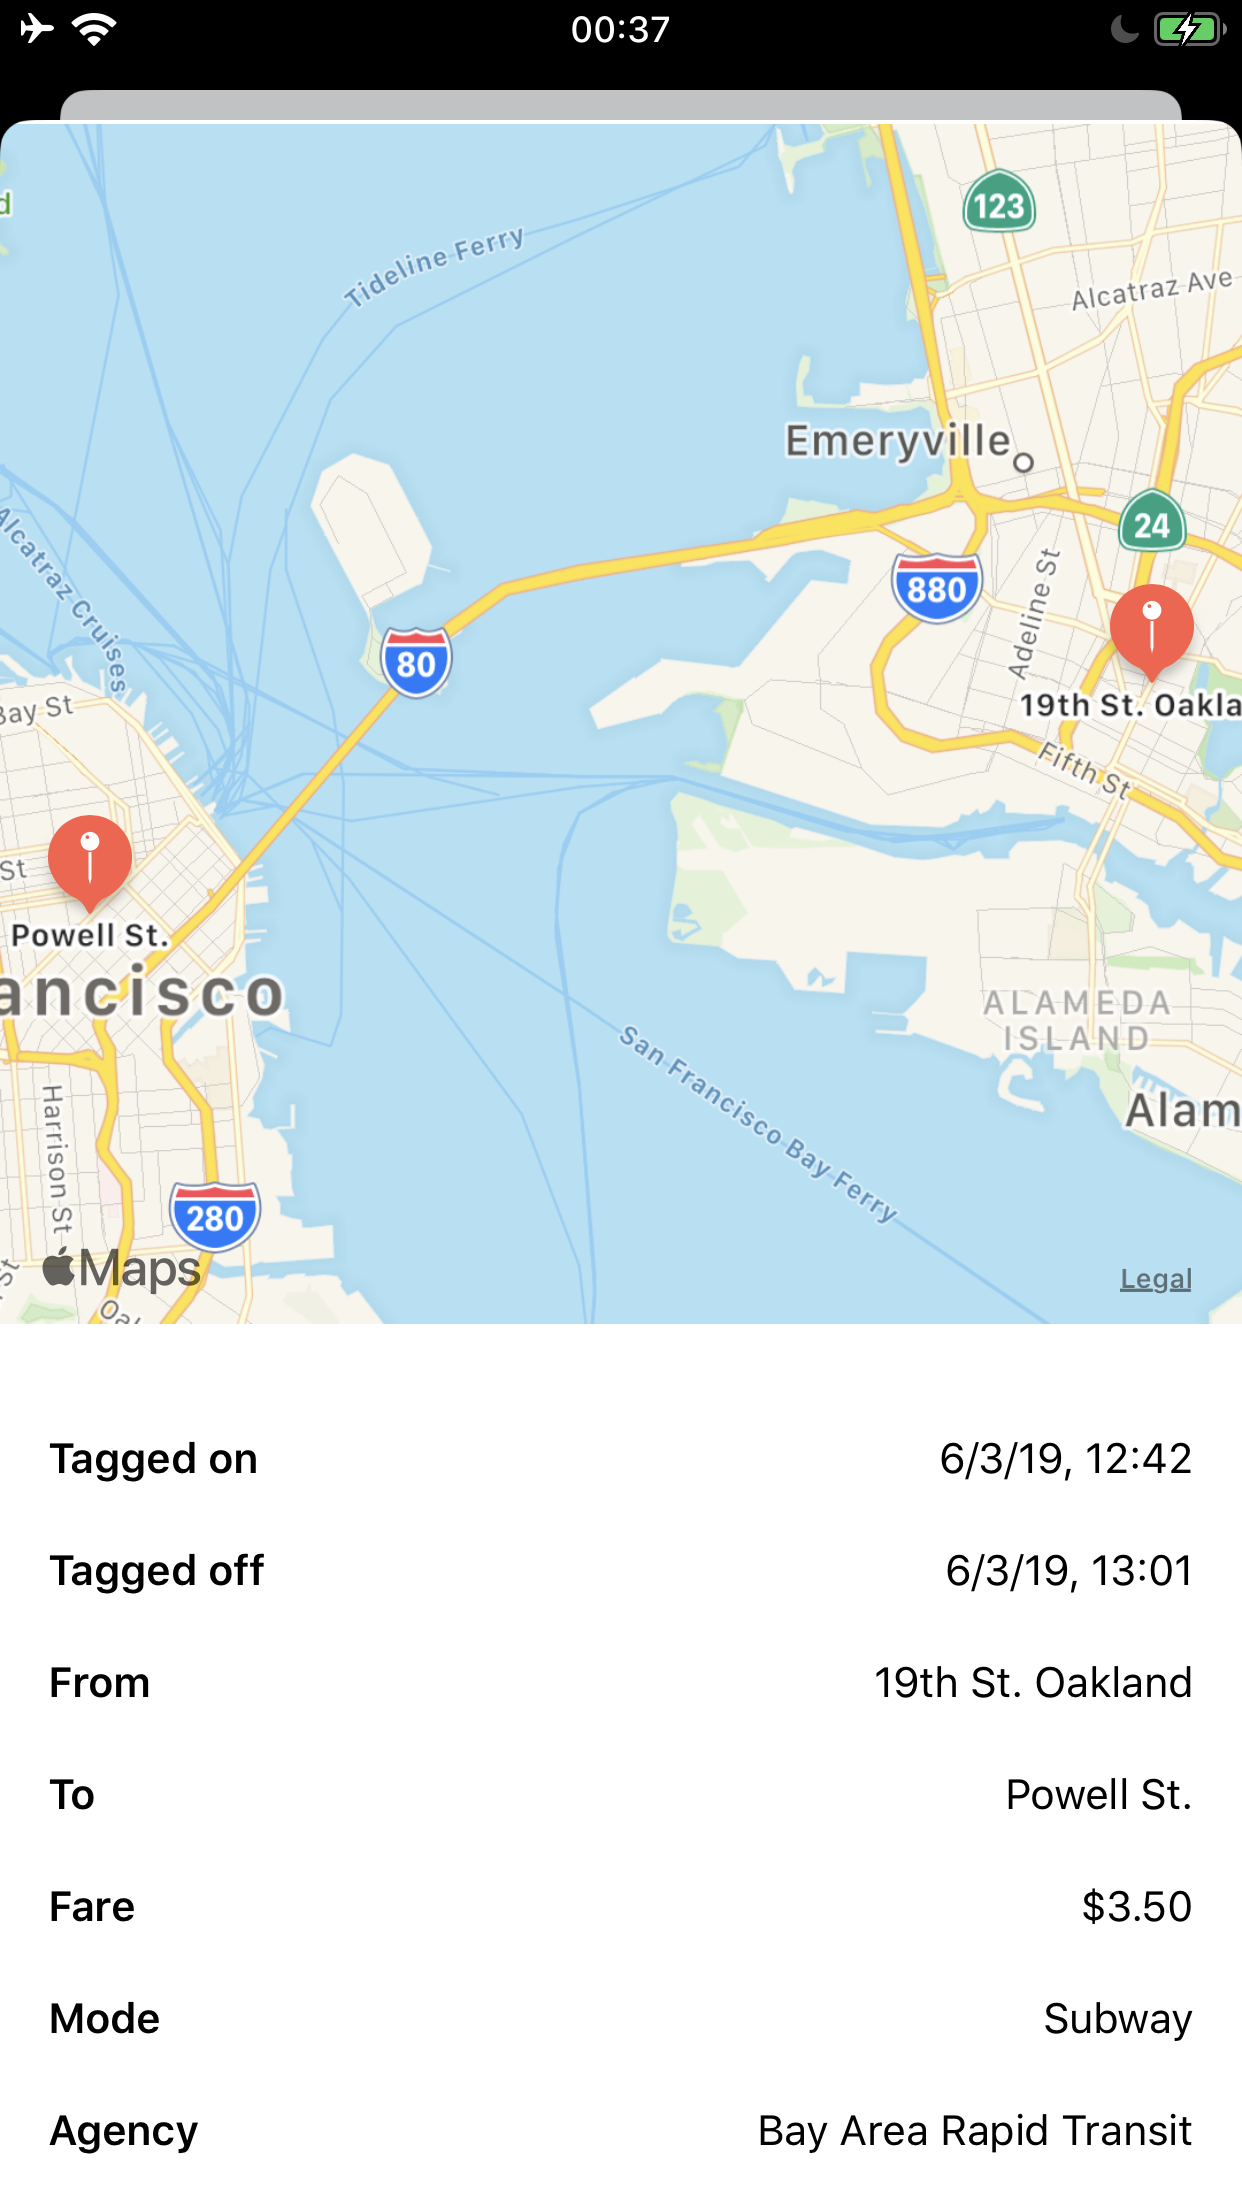 00:37
d
123
Tideline Ferry
Alcatraz Ave
Emeryville
24
Alcatraz Cruises
880
Adeline St
80
19th St. Oakla
Bay St
Fifth St
St
Powell St.
ancisco
ALAMEDA
ISLAND
San Francisco Bay Ferry
Harrison St
Alam
280
St
Maps
Legal
Tagged on 6/3/19, 12:42
Tagged off 6/3/19, 13:01
From 19th St. Oakland
To Powell St.
Fare $3.50
Mode Subway
Agency Bay Area Rapid Transit